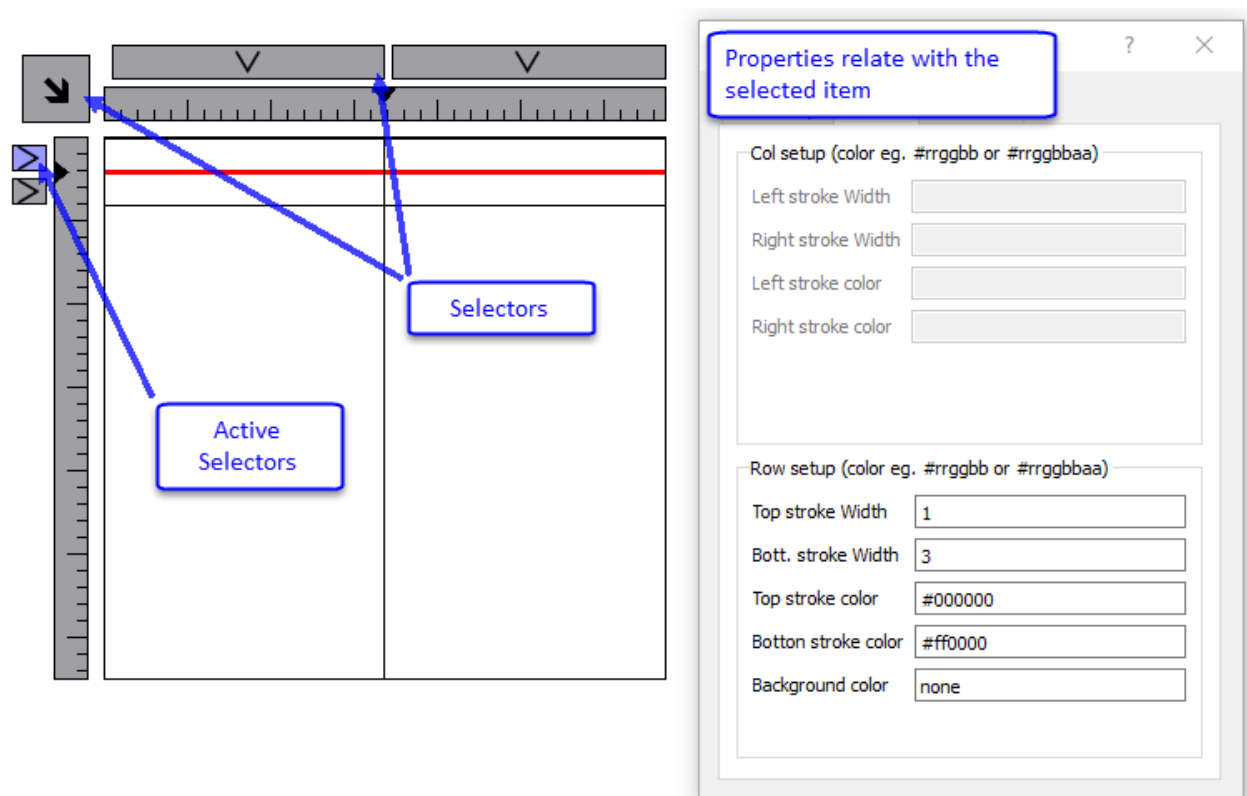 Properties relate with the
selected item
?
Selectors
Active
Selectors
Col setup (color eg. #rrggbb or #rrggbbaa)
Left stroke Width
Right stroke Width
Left stroke color
Right stroke color
Row setup (color eg. #rrggbb or #rrggbbaa)
Top stroke Width 1
Bott. stroke Width 3
Top stroke color #000000
Botton stroke color #ff0000
Background color none